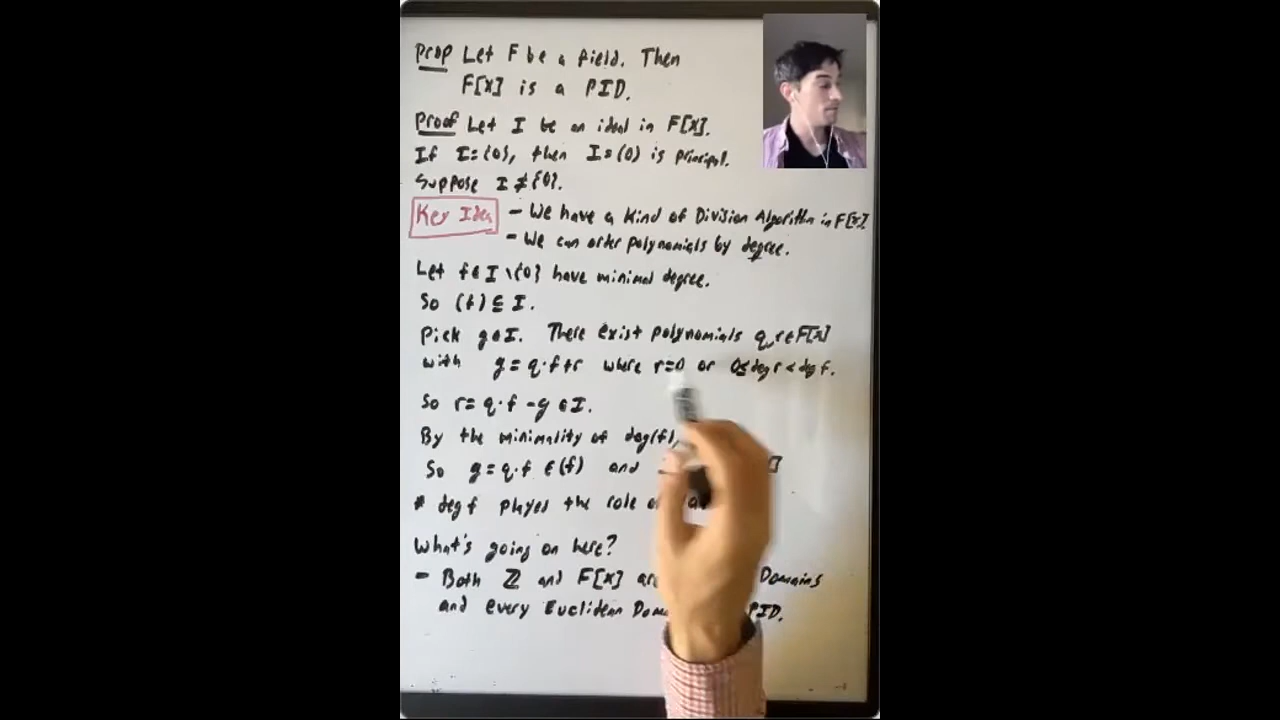 Prop Let F be a field. Then
F[x] is a PID.
Proof Let I be an ideal in F[x].
If I={0}, then I=(0) is principal.
Suppose I≠{0}.
Key Idea - We have a kind of Division Algorithm in F[x]
- We can order polynomials by degree.
Let f∈I\{0} have minimal degree.
So (f)⊆I.
Pick g∈I. There exist polynomials q,r∈F[x]
with g=q·f+r where r=0 or 0≤deg r<deg f.
So r=q·f-g∈I.
By the minimality of deg(f),
So g=q·f∈(f) and
* deg f playes the role of
What's going on here?
- Both ℤ and F[x] are Domains
and every Euclidean PID.